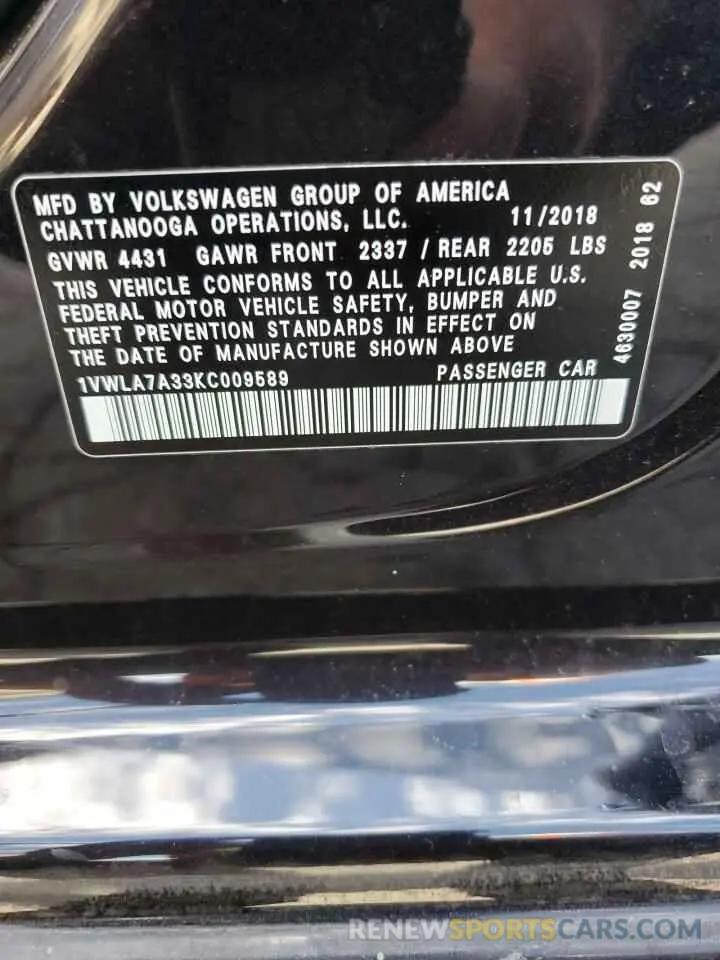 MFD BY VOLKSWAGEN GROUP OF AMERICA
CHATTANOOGA OPERATIONS, LLC. 11/2018
GVWR 4431 GAWR FRONT 2337 / REAR 2205 LBS
THIS VEHICLE CONFORMS TO ALL APPLICABLE U.S.
FEDERAL MOTOR VEHICLE SAFETY, BUMPER AND
THEFT PREVENTION STANDARDS IN EFFECT ON
THE DATE OF MANUFACTURE SHOWN ABOVE
1VWLA7A33KC009589 PASSENGER CAR
4630007 2018 62
RENEWSPORTSCARS.COM